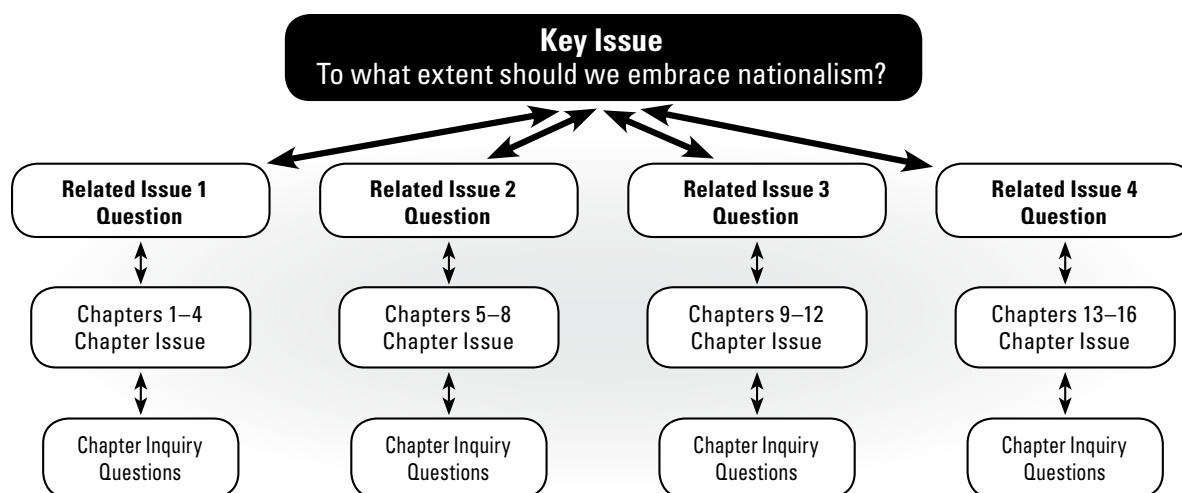 Key Issue
To what extent should we embrace nationalism?
Related Issue 1
Question
Related Issue 2
Question
Related Issue 3
Question
Related Issue 4
Question
Chapters 1–4
Chapter Issue
Chapters 5–8
Chapter Issue
Chapters 9–12
Chapter Issue
Chapters 13–16
Chapter Issue
Chapter Inquiry
Questions
Chapter Inquiry
Questions
Chapter Inquiry
Questions
Chapter Inquiry
Questions